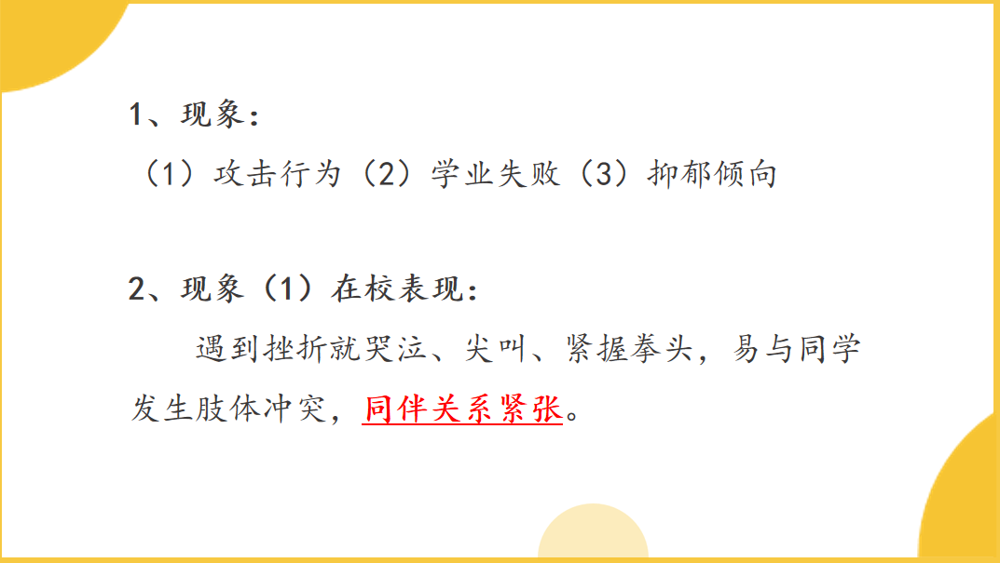 1、现象：
（1）攻击行为（2）学业失败（3）抑郁倾向
2、现象（1）在校表现：
遇到挫折就哭泣、尖叫、紧握拳头，易与同学
发生肢体冲突，同伴关系紧张。